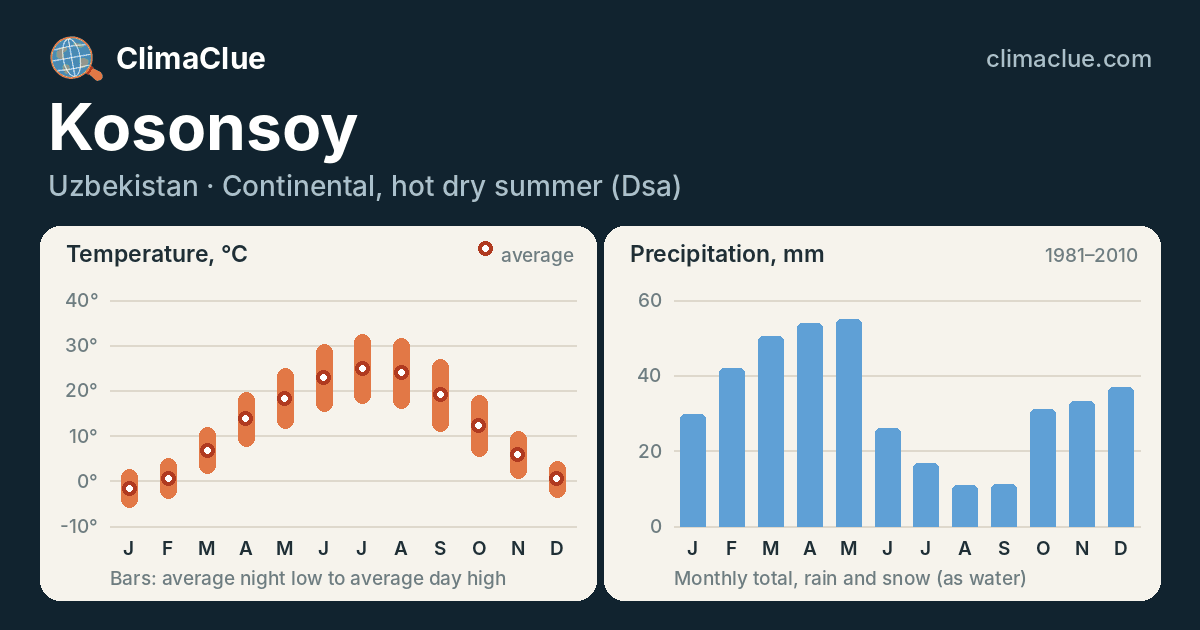 ClimaClue
climaclue.com
Kosonsoy
Uzbekistan · Continental, hot dry summer (Dsa)
Temperature, °C
average
40°
30°
20°
10°
0°
-10°
J F M A M J J A S O N D
Bars: average night low to average day high
Precipitation, mm
1981–2010
60
40
20
0
J F M A M J J A S O N D
Monthly total, rain and snow (as water)